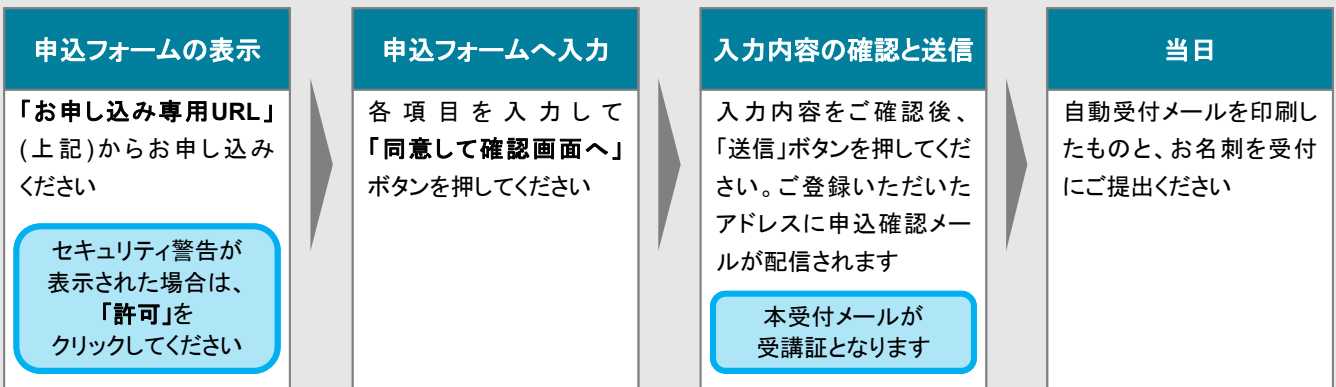 申込フォームの表示
「お申し込み専用URL」
(上記)からお申し込み
ください
セキュリティ警告が
表示された場合は、
「許可」を
クリックしてください
申込フォームへ入力
各項目を入力して
「同意して確認画面へ」
ボタンを押してください
入力内容の確認と送信
入力内容をご確認後、
「送信」ボタンを押してくだ
さい。ご登録いただいた
アドレスに申込確認メー
ルが配信されます
本受付メールが
受講証となります
当日
自動受付メールを印刷し
たものと、お名刺を受付
にご提出ください